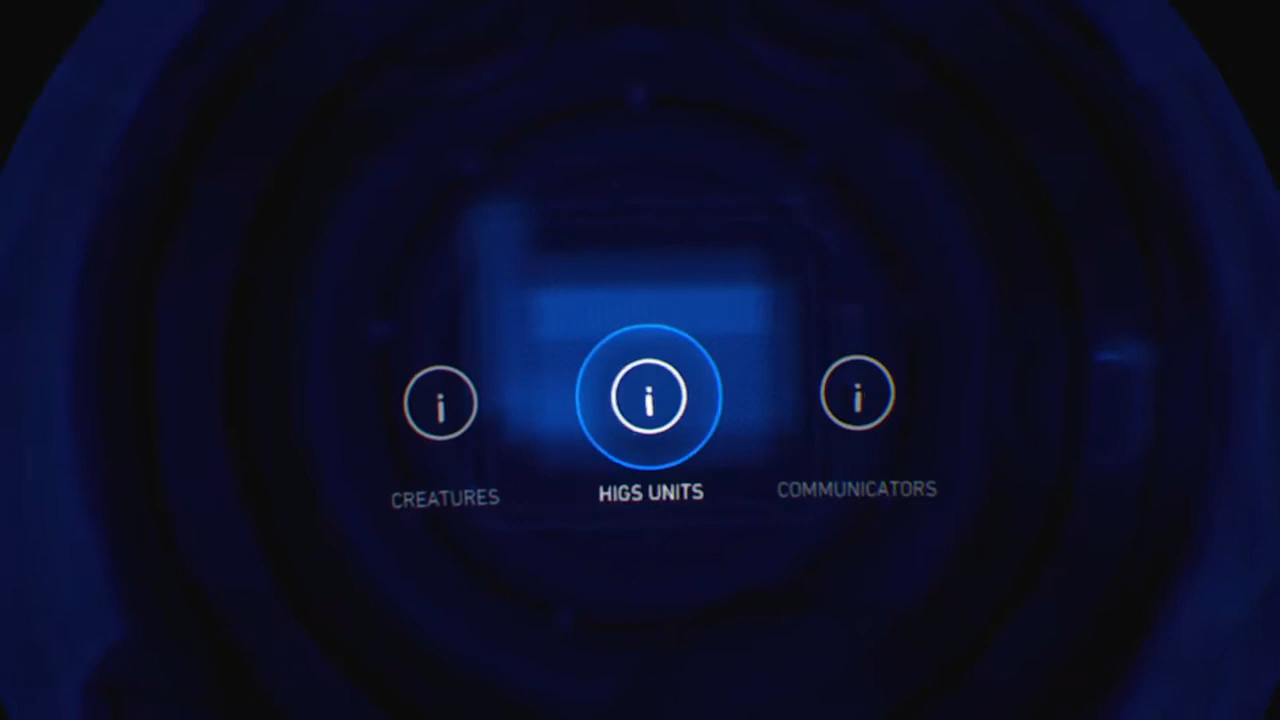 i
i
i
CREATURES
HIGS UNITS
COMMUNICATORS